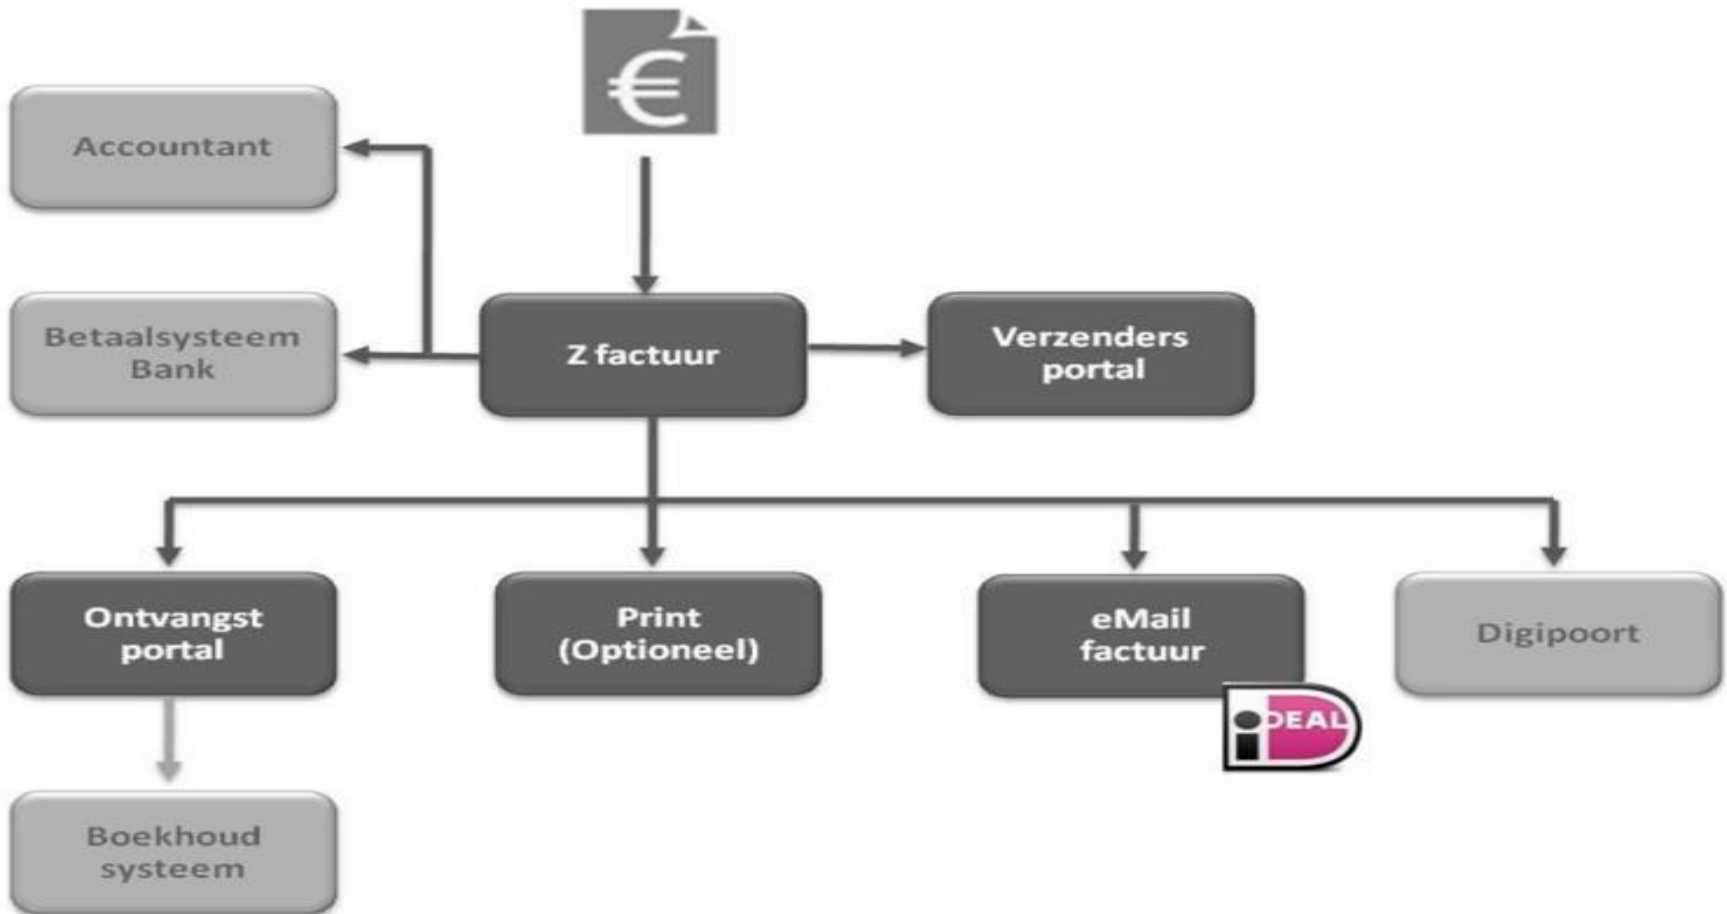 €
Accountant
Betaalsysteem
Bank
Z factuur
Verzenders
portal
Ontvangst
portal
Print
(Optioneel)
eMail
factuur
Digipoort
iDEAL
Boekhoud
systeem